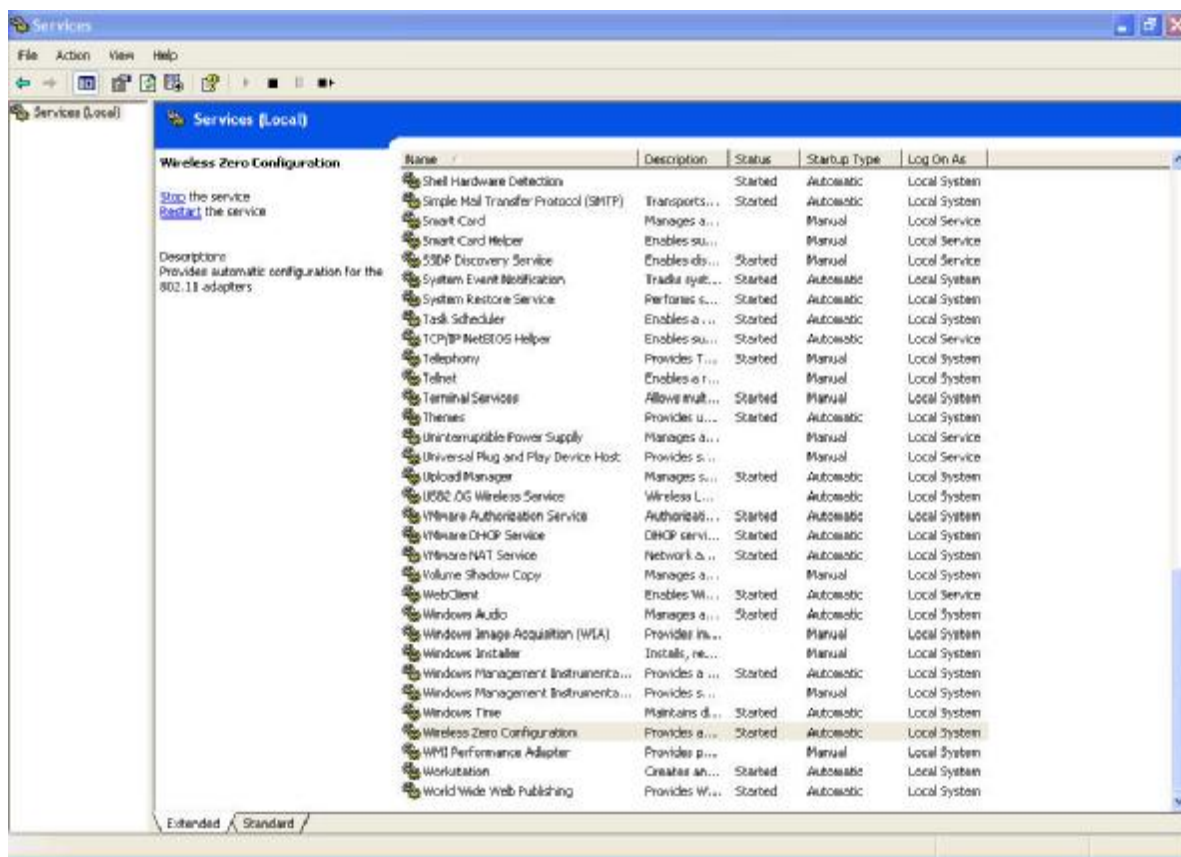 Services
File Action View Help
Services (Local)
Services (Local)
Wireless Zero Configuration
Stop the service
Restart the service
Description:
Provides automatic configuration for the
802.11 adapters
Name Description Status Startup Type Log On As
Shell Hardware Detection Started Automatic Local System
Simple Mail Transfer Protocol (SMTP) Transports... Started Automatic Local System
Smart Card Manages a... Manual Local Service
Smart Card Helper Enables su... Manual Local Service
SSDP Discovery Service Enables dis... Started Manual Local Service
System Event Notification Tracks syst... Started Automatic Local System
System Restore Service Performs s... Started Automatic Local System
Task Scheduler Enables a ... Started Automatic Local System
TCP/IP NetBIOS Helper Enables su... Started Automatic Local Service
Telephony Provides T... Started Manual Local System
Telnet Enables a r... Manual Local System
Terminal Services Allows mult... Started Manual Local System
Themes Provides u... Started Automatic Local System
Uninterruptible Power Supply Manages a... Manual Local Service
Universal Plug and Play Device Host Provides s... Manual Local Service
Upload Manager Manages s... Started Automatic Local System
USB2.0G Wireless Service Wireless L... Automatic Local System
VMware Authorization Service Authorizati... Started Automatic Local System
VMware DHCP Service DHCP servi... Started Automatic Local System
VMware NAT Service Network a... Started Automatic Local System
Volume Shadow Copy Manages a... Manual Local System
WebClient Enables Wi... Started Automatic Local Service
Windows Audio Manages a... Started Automatic Local System
Windows Image Acquisition (WIA) Provides im... Manual Local System
Windows Installer Installs, re... Manual Local System
Windows Management Instrumenta... Provides a ... Started Automatic Local System
Windows Management Instrumenta... Provides s... Manual Local System
Windows Time Maintains d... Started Automatic Local System
Wireless Zero Configuration Provides a... Started Automatic Local System
WMI Performance Adapter Provides p... Manual Local System
Workstation Creates an... Started Automatic Local System
World Wide Web Publishing Provides W... Started Automatic Local System
Extended Standard